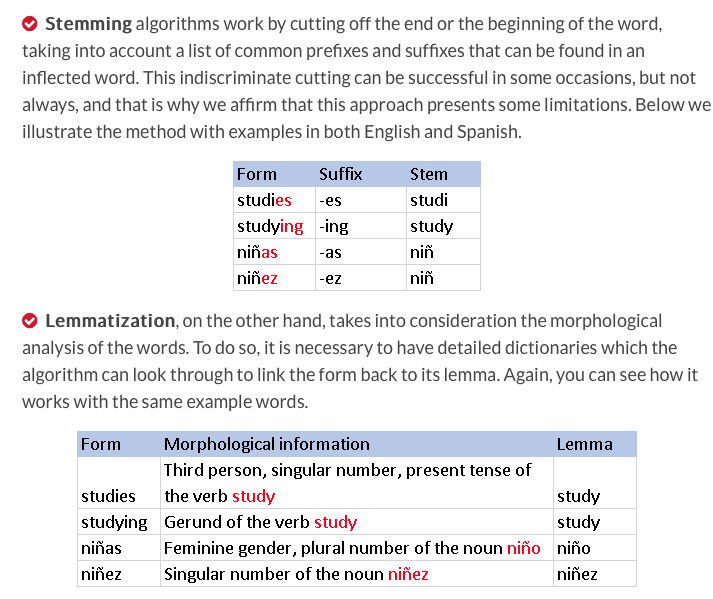 Stemming algorithms work by cutting off the end or the beginning of the word,
taking into account a list of common prefixes and suffixes that can be found in an
inflected word. This indiscriminate cutting can be successful in some occasions, but not
always, and that is why we affirm that this approach presents some limitations. Below we
illustrate the method with examples in both English and Spanish.
Form Suffix Stem
studies -es studi
studying -ing study
niñas -as niñ
niñez -ez niñ
Lemmatization, on the other hand, takes into consideration the morphological
analysis of the words. To do so, it is necessary to have detailed dictionaries which the
algorithm can look through to link the form back to its lemma. Again, you can see how it
works with the same example words.
Form Morphological information Lemma
Third person, singular number, present tense of
studies the verb study study
studying Gerund of the verb study study
niñas Feminine gender, plural number of the noun niño niño
niñez Singular number of the noun niñez niñez